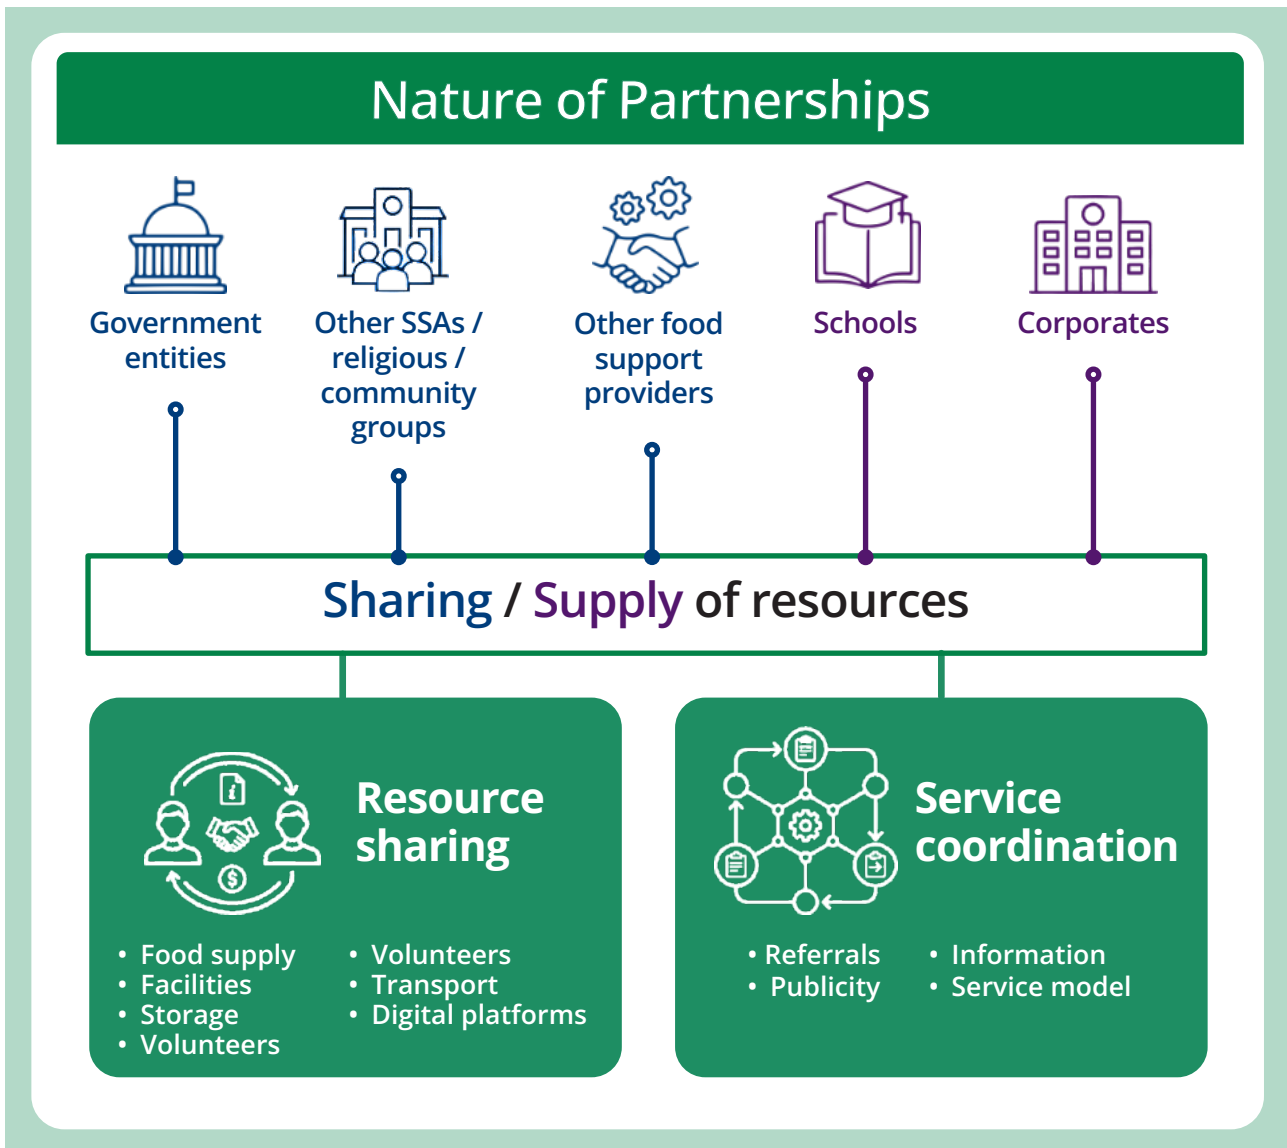 Nature of Partnerships
Government
entities
Other SSAs /
religious /
community
groups
Other food
support
providers
Schools
Corporates
Sharing / Supply of resources
Resource
sharing
• Food supply
• Facilities
• Storage
• Volunteers
• Volunteers
• Transport
• Digital platforms
Service
coordination
• Referrals
• Publicity
• Information
• Service model